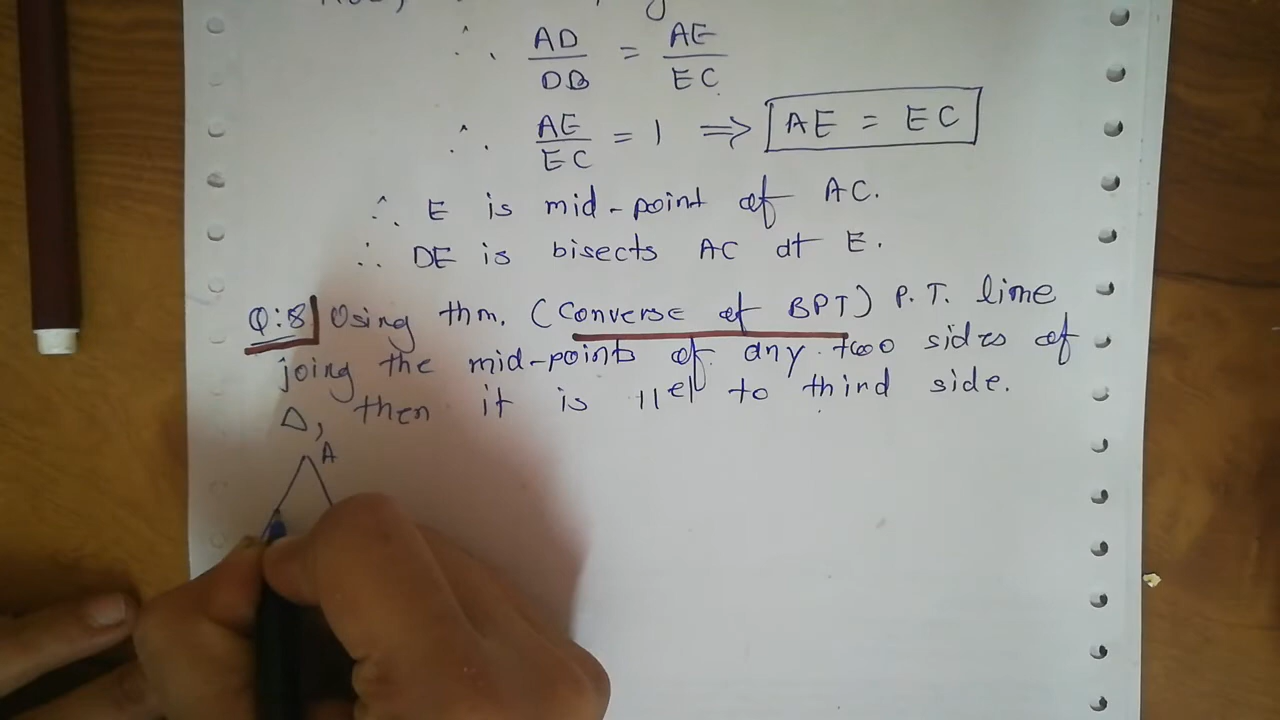 ∴ AD/DB = AE/EC
∴ AE/EC = 1 ⇒ AE = EC
∴ E is mid-point of AC.
∴ DE is bisects AC at E.
Q:8 Using thm. (Converse of BPT) P.T. line
joing the mid-points of any two sides of
Δ, then it is ||el to third side.
A